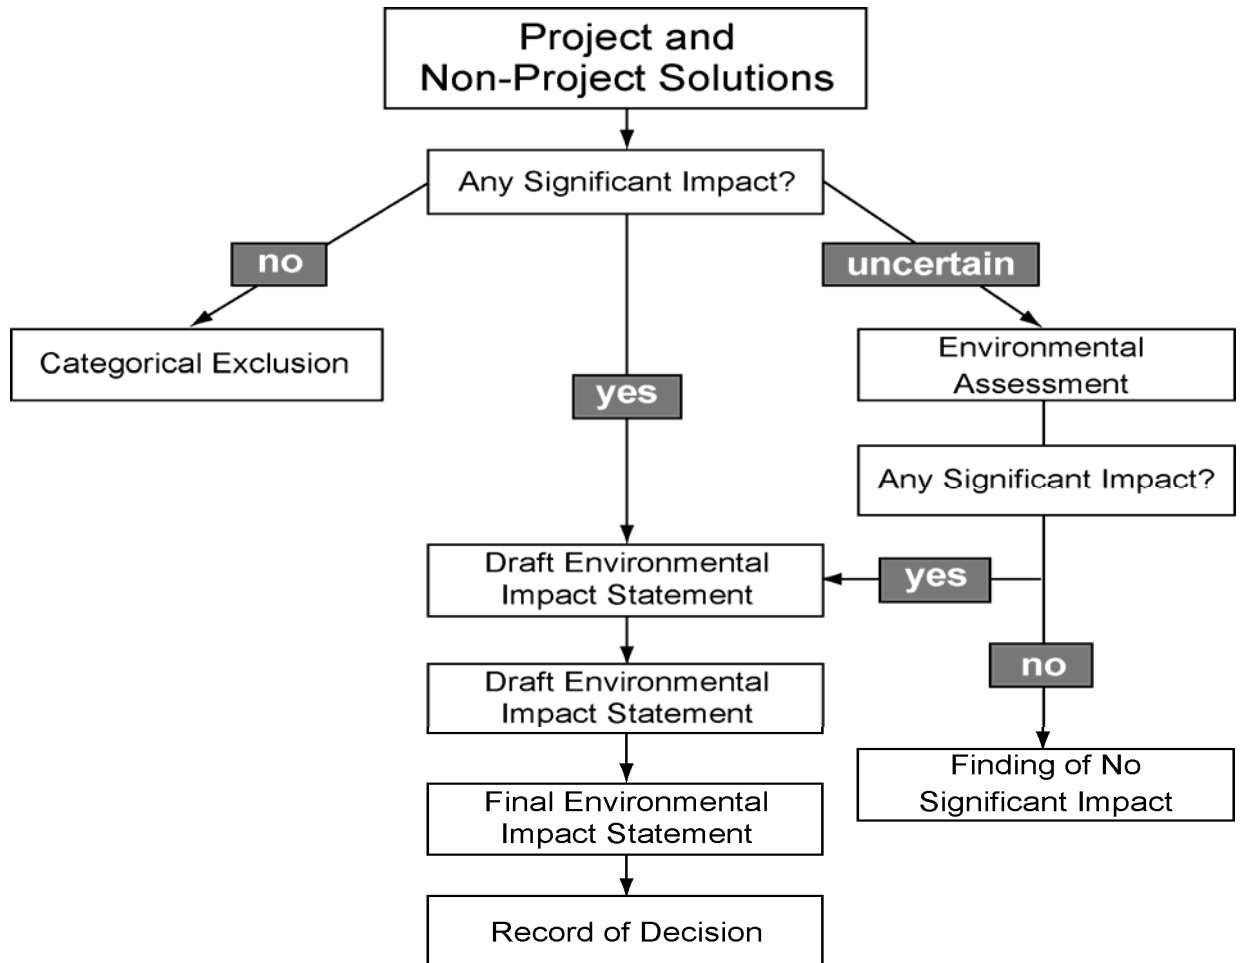 Project and
Non-Project Solutions
Any Significant Impact?
no
uncertain
Categorical Exclusion
Environmental
Assessment
yes
Any Significant Impact?
Draft Environmental
Impact Statement
yes
no
Draft Environmental
Impact Statement
Finding of No
Significant Impact
Final Environmental
Impact Statement
Record of Decision